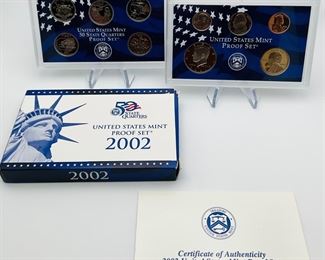 UNITED STATES MINT
50 STATE QUARTERS
PROOF SET
UNITED STATES MINT
PROOF SET
50
STATE
QUARTERS
UNITED STATES MINT
PROOF SET
2002
2002
Certificate of Authenticity